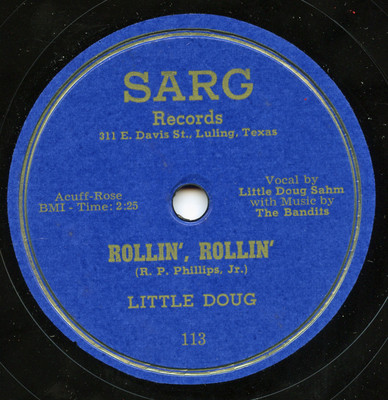 SARG
Records
311 E. Davis St., Luling, Texas
Acuff-Rose
BMI - Time: 2:25
Vocal by
Little Doug Sahm
with Music by
The Bandits
ROLLIN', ROLLIN'
(R. P. Phillips, Jr.)
LITTLE DOUG
113